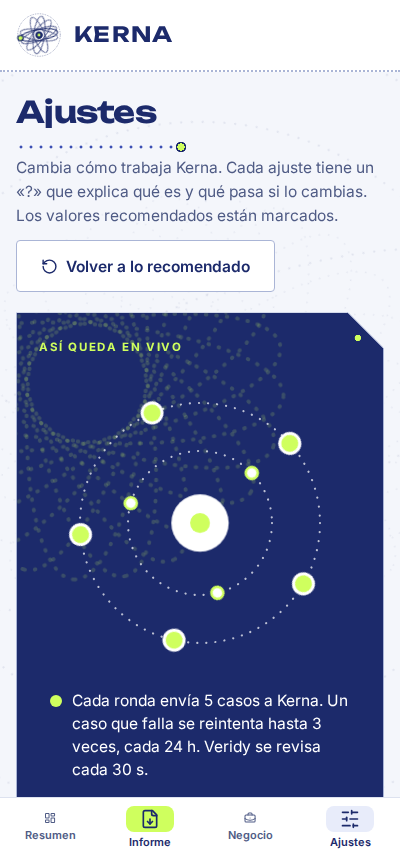 KERNA
Ajustes
Cambia cómo trabaja Kerna. Cada ajuste tiene un
«?» que explica qué es y qué pasa si lo cambias.
Los valores recomendados están marcados.
Volver a lo recomendado
ASÍ QUEDA EN VIVO
Cada ronda envía 5 casos a Kerna. Un
caso que falla se reintenta hasta 3
veces, cada 24 h. Veridy se revisa
cada 30 s.
Resumen
Informe
Negocio
Ajustes